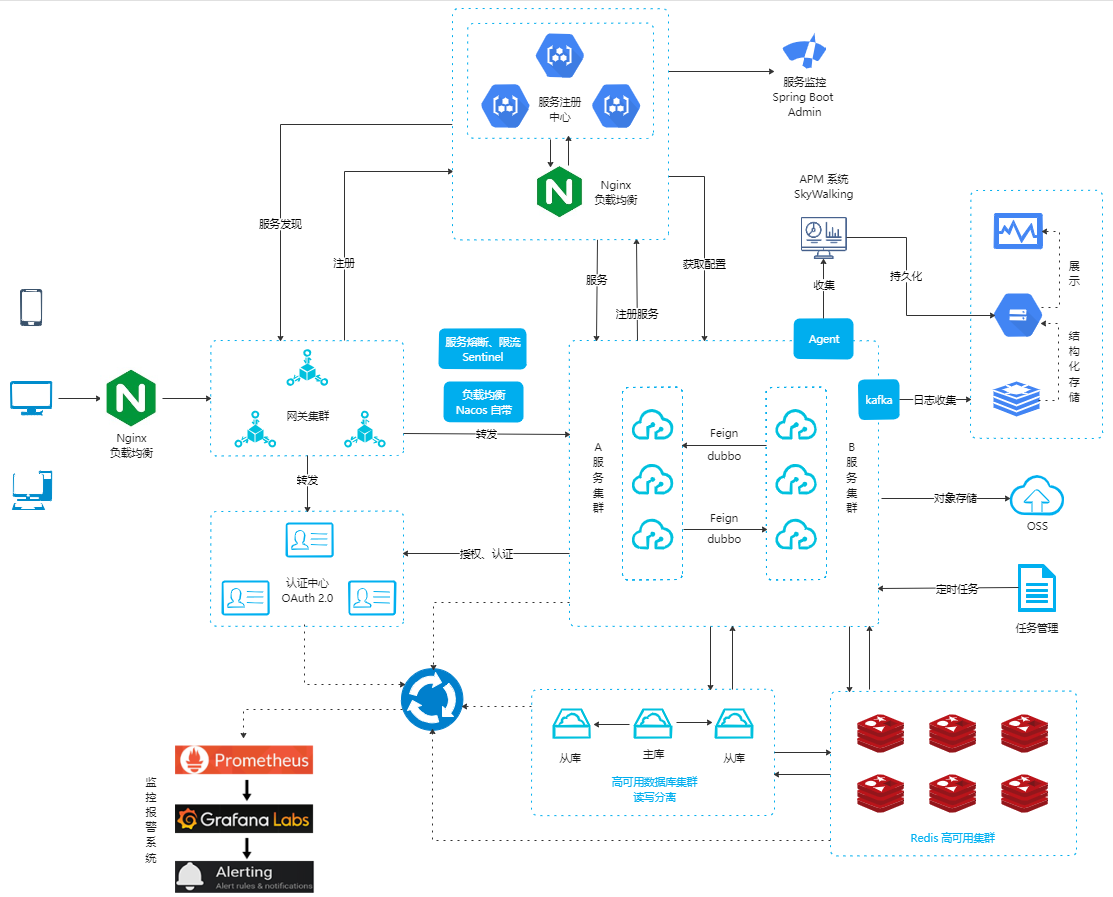 服务注册
中心
服务监控
Spring Boot
Admin
Nginx
负载均衡
APM 系统
SkyWalking
服务发现
注册
服务
注册服务
获取配置
收集
持久化
展示
结构化存储
服务熔断、限流
Sentinel
负载均衡
Nacos 自带
Agent
kafka
日志收集
Nginx
负载均衡
网关集群
转发
转发
A服务集群
Feign
dubbo
Feign
dubbo
B服务集群
对象存储
OSS
认证中心
OAuth 2.0
授权、认证
定时任务
任务管理
从库
主库
从库
高可用数据库集群
读写分离
Redis 高可用集群
监控报警系统
Prometheus
Grafana Labs
Alerting
Alert rules & notifications